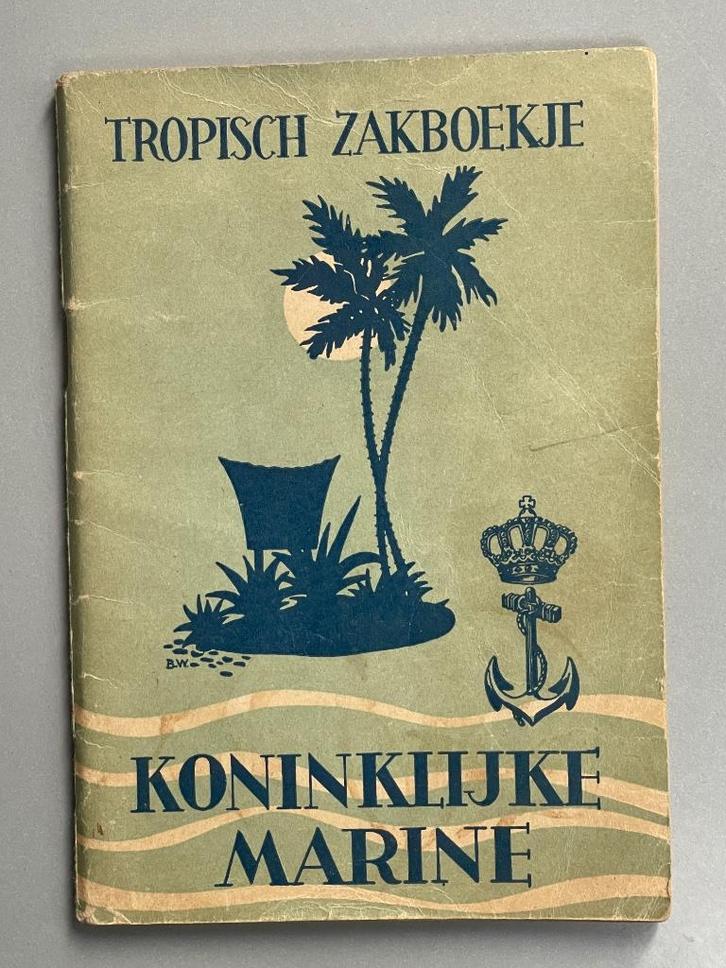 TROPISCH ZAKBOEKJE
B.W.
KONINKLIJKE
MARINE